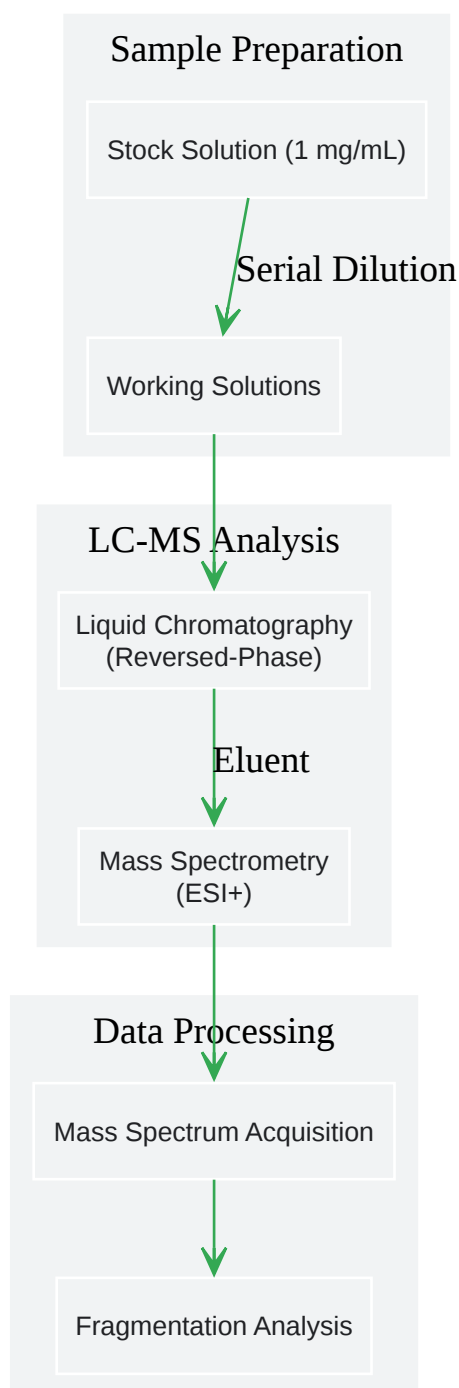 Sample Preparation
Stock Solution (1 mg/mL)
Serial Dilution
Working Solutions
LC-MS Analysis
Liquid Chromatography
(Reversed-Phase)
Eluent
Mass Spectrometry
(ESI+)
Data Processing
Mass Spectrum Acquisition
Fragmentation Analysis